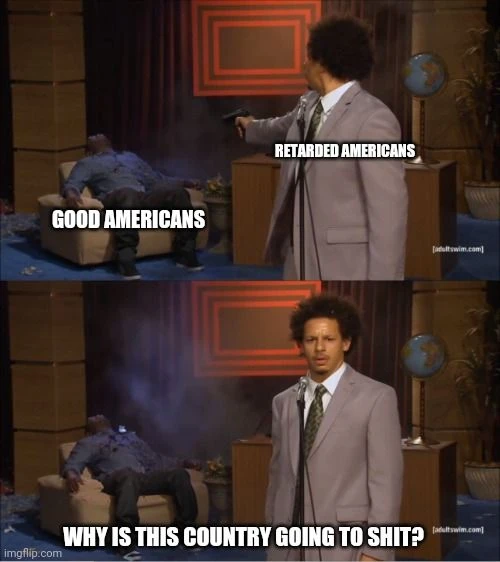 RETARDED AMERICANS
GOOD AMERICANS
[adultswim.com]
WHY IS THIS COUNTRY GOING TO SHIT?
[adultswim.com]
imgflip.com